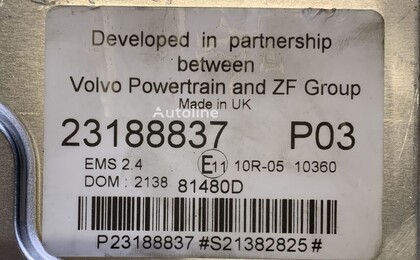 Developed in partnership
between
Volvo Powertrain and ZF Group
Made in UK
Autoline
23188837 P03
EMS 2.4 E11 10R-05 10360
DOM : 2138 81480D
P23188837 #S21382825 #